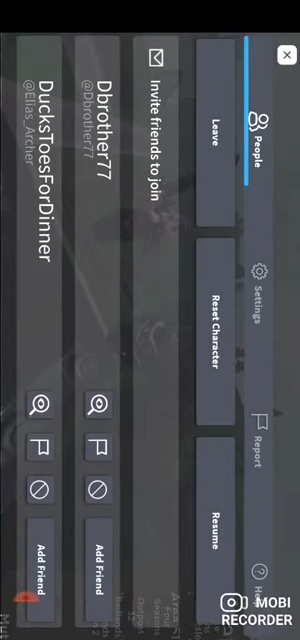 People
Settings
Report
Leave
Reset Character
Resume
Invite friends to join
Dbrother77
@Dbrother77
Add Friend
DucksToesForDinner
@Elias_Archer
Add Friend
MOBI
RECORDER